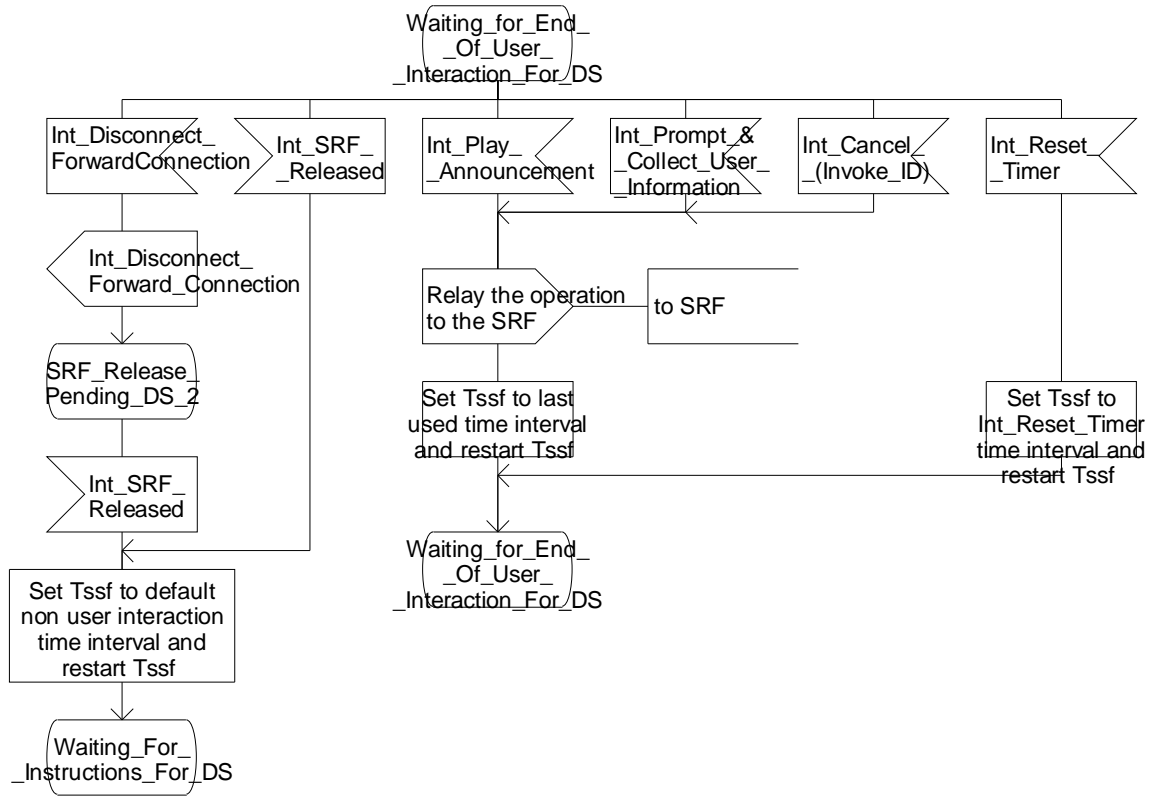 Waiting_for_End_
_Of_User_
_Interaction_For_DS
Int_Disconnect_
ForwardConnection
Int_SRF_
_Released
Int_Play_
_Announcement
Int_Prompt_&
_Collect_User_
_Information
Int_Cancel_
_(Invoke_ID)
Int_Reset_
_Timer
Int_Disconnect_
Forward_Connection
Relay the operation
to the SRF
to SRF
SRF_Release_
Pending_DS_2
Set Tssf to last
used time interval
and restart Tssf
Set Tssf to
Int_Reset_Timer
time interval and
restart Tssf
Int_SRF_
Released
Waiting_for_End_
_Of_User_
_Interaction_For_DS
Set Tssf to default
non user interaction
time interval and
restart Tssf
Waiting_For_
_Instructions_For_DS